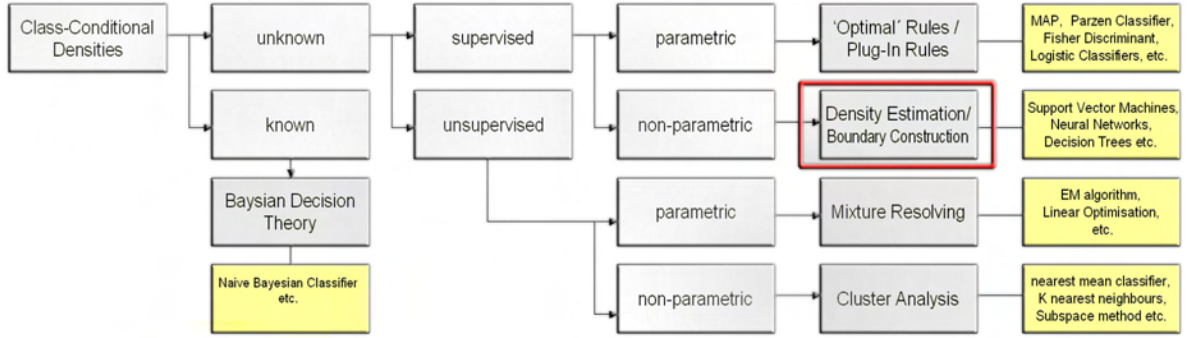 Class-Conditional
Densities
unknown
supervised
parametric
'Optimal´ Rules /
Plug-In Rules
MAP, Parzen Classifier,
Fisher Discriminant,
Logistic Classifiers, etc.
known
unsupervised
non-parametric
Density Estimation/
Boundary Construction
Support Vector Machines,
Neural Networks,
Decision Trees etc.
Baysian Decision
Theory
parametric
Mixture Resolving
EM algorithm,
Linear Optimisation,
etc.
Naive Bayesian Classifier
etc.
non-parametric
Cluster Analysis
nearest mean classifier,
K nearest neighbours,
Subspace method etc.